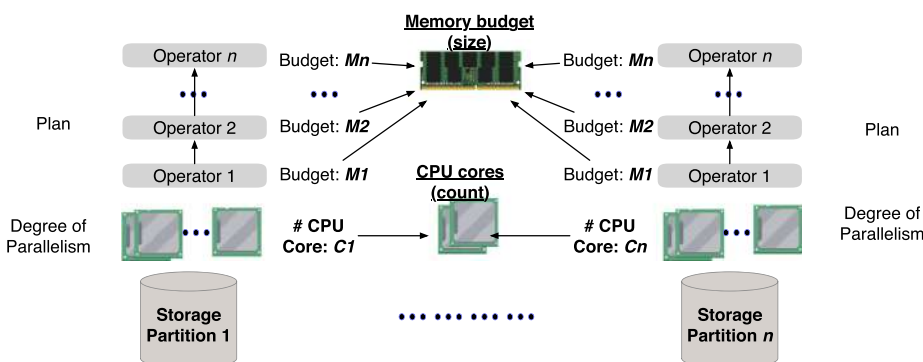 Memory budget
(size)
Operator n
Budget: Mn
Budget: Mn
Operator n
Plan
Operator 2
Budget: M2
Budget: M2
Operator 2
Plan
Operator 1
Budget: M1
CPU cores
(count)
Budget: M1
Operator 1
Degree of
Parallelism
# CPU
Core: C1
# CPU
Core: Cn
Degree of
Parallelism
Storage
Partition 1
Storage
Partition n